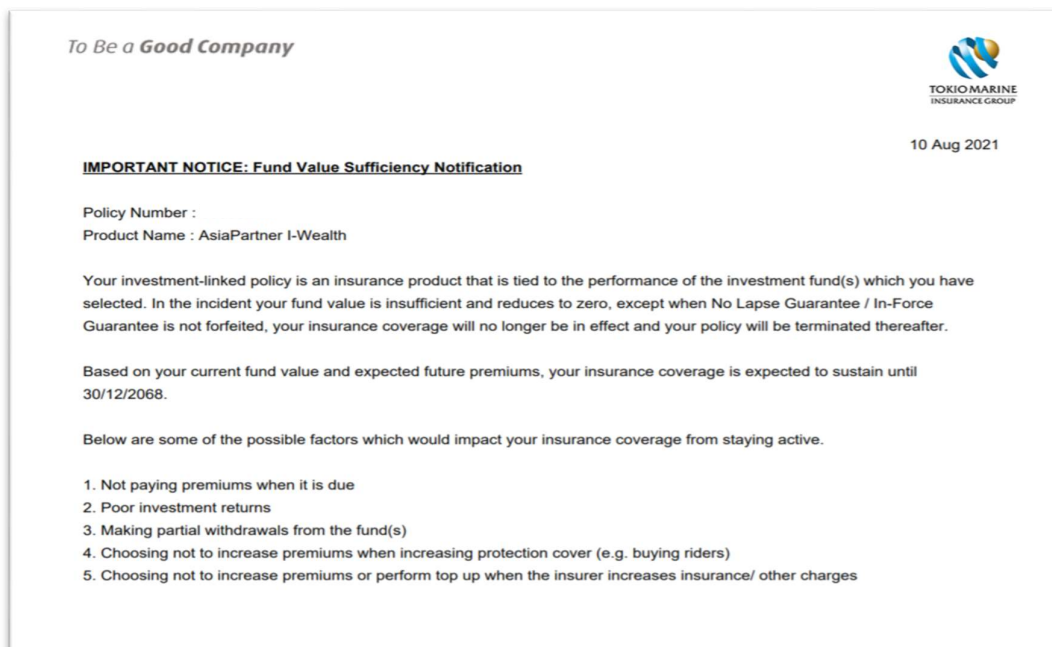 To Be a Good Company
TOKIO MARINE
INSURANCE GROUP
10 Aug 2021
IMPORTANT NOTICE: Fund Value Sufficiency Notification
Policy Number :
Product Name : AsiaPartner I-Wealth
Your investment-linked policy is an insurance product that is tied to the performance of the investment fund(s) which you have
selected. In the incident your fund value is insufficient and reduces to zero, except when No Lapse Guarantee / In-Force
Guarantee is not forfeited, your insurance coverage will no longer be in effect and your policy will be terminated thereafter.
Based on your current fund value and expected future premiums, your insurance coverage is expected to sustain until
30/12/2068.
Below are some of the possible factors which would impact your insurance coverage from staying active.
1. Not paying premiums when it is due
2. Poor investment returns
3. Making partial withdrawals from the fund(s)
4. Choosing not to increase premiums when increasing protection cover (e.g. buying riders)
5. Choosing not to increase premiums or perform top up when the insurer increases insurance/ other charges